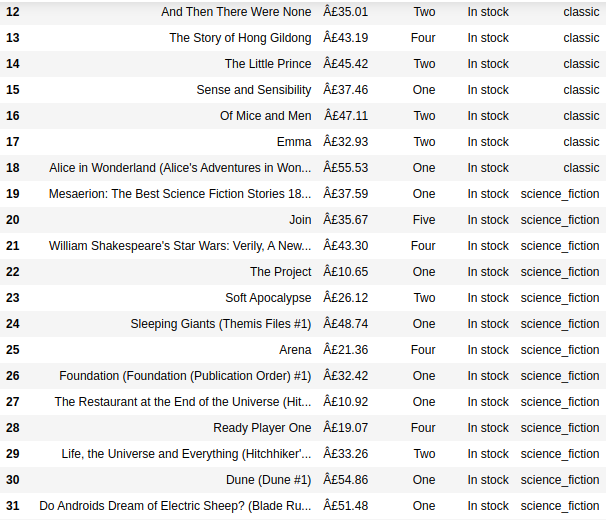 12 And Then There Were None Â£35.01 Two In stock classic
13 The Story of Hong Gildong Â£43.19 Four In stock classic
14 The Little Prince Â£45.42 Two In stock classic
15 Sense and Sensibility Â£37.46 One In stock classic
16 Of Mice and Men Â£47.11 Two In stock classic
17 Emma Â£32.93 Two In stock classic
18 Alice in Wonderland (Alice's Adventures in Won... Â£55.53 One In stock classic
19 Mesaerion: The Best Science Fiction Stories 18... Â£37.59 One In stock science_fiction
20 Join Â£35.67 Five In stock science_fiction
21 William Shakespeare's Star Wars: Verily, A New... Â£43.30 Four In stock science_fiction
22 The Project Â£10.65 One In stock science_fiction
23 Soft Apocalypse Â£26.12 Two In stock science_fiction
24 Sleeping Giants (Themis Files #1) Â£48.74 One In stock science_fiction
25 Arena Â£21.36 Four In stock science_fiction
26 Foundation (Foundation (Publication Order) #1) Â£32.42 One In stock science_fiction
27 The Restaurant at the End of the Universe (Hit... Â£10.92 One In stock science_fiction
28 Ready Player One Â£19.07 Four In stock science_fiction
29 Life, the Universe and Everything (Hitchhiker'... Â£33.26 Two In stock science_fiction
30 Dune (Dune #1) Â£54.86 One In stock science_fiction
31 Do Androids Dream of Electric Sheep? (Blade Ru... Â£51.48 One In stock science_fiction